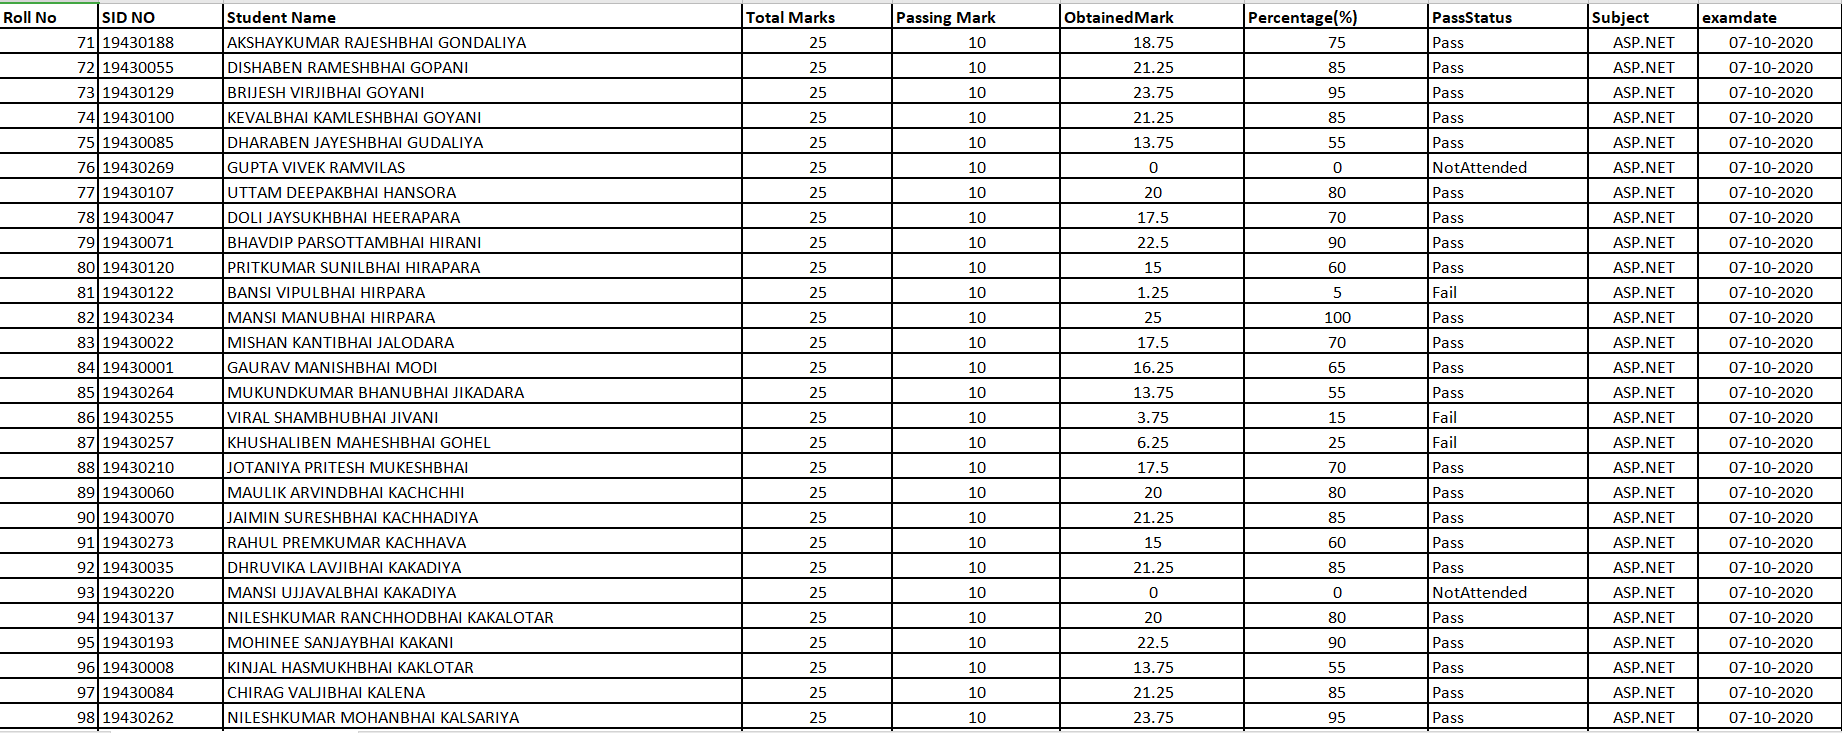 Roll No SID NO Student Name Total Marks Passing Mark ObtainedMark Percentage(%) PassStatus Subject examdate
71 19430188 AKSHAYKUMAR RAJESHBHAI GONDALIYA 25 10 18.75 75 Pass ASP.NET 07-10-2020
72 19430055 DISHABEN RAMESHBHAI GOPANI 25 10 21.25 85 Pass ASP.NET 07-10-2020
73 19430129 BRIJESH VIRJIBHAI GOYANI 25 10 23.75 95 Pass ASP.NET 07-10-2020
74 19430100 KEVALBHAI KAMLESHBHAI GOYANI 25 10 21.25 85 Pass ASP.NET 07-10-2020
75 19430085 DHARABEN JAYESHBHAI GUDALIYA 25 10 13.75 55 Pass ASP.NET 07-10-2020
76 19430269 GUPTA VIVEK RAMVILAS 25 10 0 0 NotAttended ASP.NET 07-10-2020
77 19430107 UTTAM DEEPAKBHAI HANSORA 25 10 20 80 Pass ASP.NET 07-10-2020
78 19430047 DOLI JAYSUKHBHAI HEERAPARA 25 10 17.5 70 Pass ASP.NET 07-10-2020
79 19430071 BHAVDIP PARSOTTAMBHAI HIRANI 25 10 22.5 90 Pass ASP.NET 07-10-2020
80 19430120 PRITKUMAR SUNILBHAI HIRAPARA 25 10 15 60 Pass ASP.NET 07-10-2020
81 19430122 BANSI VIPULBHAI HIRPARA 25 10 1.25 5 Fail ASP.NET 07-10-2020
82 19430234 MANSI MANUBHAI HIRPARA 25 10 25 100 Pass ASP.NET 07-10-2020
83 19430022 MISHAN KANTIBHAI JALODARA 25 10 17.5 70 Pass ASP.NET 07-10-2020
84 19430001 GAURAV MANISHBHAI MODI 25 10 16.25 65 Pass ASP.NET 07-10-2020
85 19430264 MUKUNDKUMAR BHANUBHAI JIKADARA 25 10 13.75 55 Pass ASP.NET 07-10-2020
86 19430255 VIRAL SHAMBHUBHAI JIVANI 25 10 3.75 15 Fail ASP.NET 07-10-2020
87 19430257 KHUSHALIBEN MAHESHBHAI GOHEL 25 10 6.25 25 Fail ASP.NET 07-10-2020
88 19430210 JOTANIYA PRITESH MUKESHBHAI 25 10 17.5 70 Pass ASP.NET 07-10-2020
89 19430060 MAULIK ARVINDBHAI KACHCHHI 25 10 20 80 Pass ASP.NET 07-10-2020
90 19430070 JAIMIN SURESHBHAI KACHHADIYA 25 10 21.25 85 Pass ASP.NET 07-10-2020
91 19430273 RAHUL PREMKUMAR KACHHAVA 25 10 15 60 Pass ASP.NET 07-10-2020
92 19430035 DHRUVIKA LAVJIBHAI KAKADIYA 25 10 21.25 85 Pass ASP.NET 07-10-2020
93 19430220 MANSI UJJAVALBHAI KAKADIYA 25 10 0 0 NotAttended ASP.NET 07-10-2020
94 19430137 NILESHKUMAR RANCHHODBHAI KAKALOTAR 25 10 20 80 Pass ASP.NET 07-10-2020
95 19430193 MOHINEE SANJAYBHAI KAKANI 25 10 22.5 90 Pass ASP.NET 07-10-2020
96 19430008 KINJAL HASMUKHBHAI KAKLOTAR 25 10 13.75 55 Pass ASP.NET 07-10-2020
97 19430084 CHIRAG VALJIBHAI KALENA 25 10 21.25 85 Pass ASP.NET 07-10-2020
98 19430262 NILESHKUMAR MOHANBHAI KALSARIYA 25 10 23.75 95 Pass ASP.NET 07-10-2020